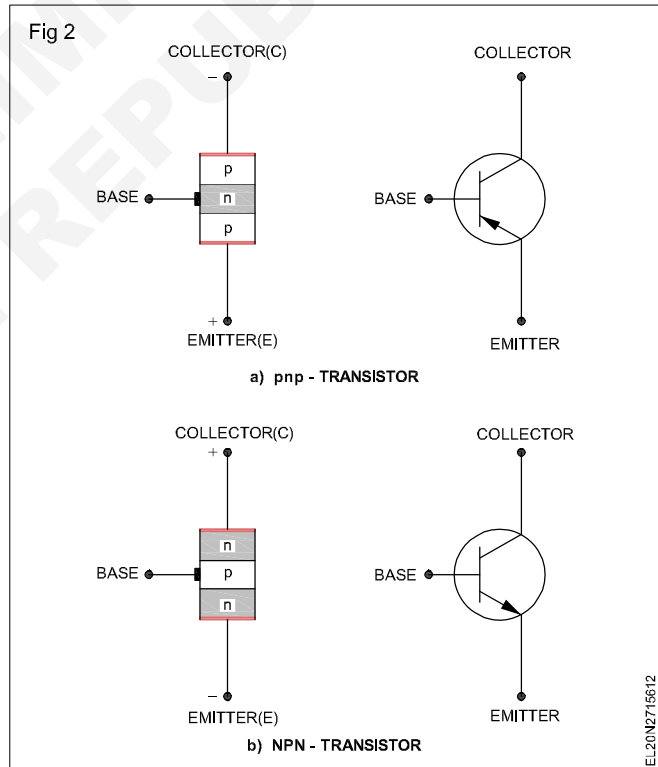 Fig 2
COLLECTOR(C)
COLLECTOR
–
p
BASE
n
BASE
p
+
EMITTER(E)
EMITTER
a) pnp - TRANSISTOR
COLLECTOR(C)
COLLECTOR
+
n
BASE
p
BASE
n
–
EMITTER(E)
EMITTER
b) NPN - TRANSISTOR
EL20N2715612